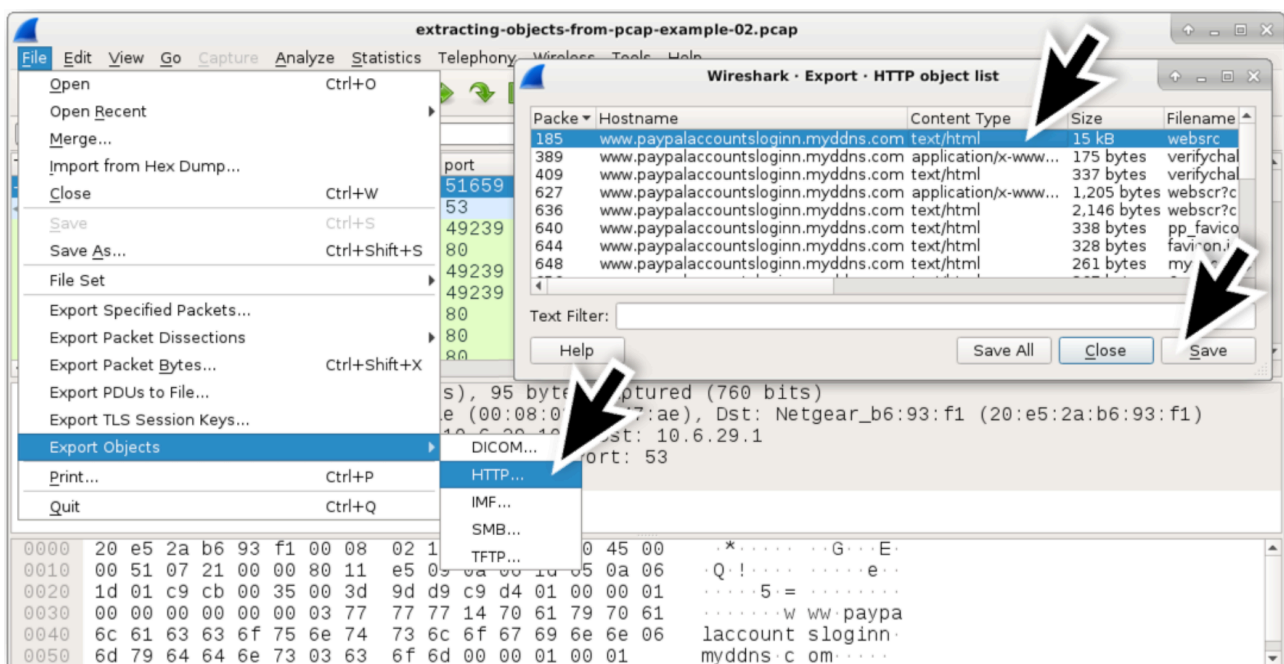 extracting-objects-from-pcap-example-02.pcap
File Edit View Go Capture Analyze Statistics Telephony Wireless Tools Help
Open Ctrl+O
Open Recent
Merge...
Import from Hex Dump...
Close Ctrl+W
Save Ctrl+S
Save As... Ctrl+Shift+S
File Set
Export Specified Packets...
Export Packet Dissections
Export Packet Bytes... Ctrl+Shift+X
Export PDUs to File...
Export TLS Session Keys...
Export Objects
Print... Ctrl+P
Quit Ctrl+Q
DICOM...
HTTP...
IMF...
SMB...
TFTP...
port
51659
53
49239
80
49239
49239
80
80
80
Wireshark · Export · HTTP object list
Packe Hostname Content Type Size Filename
185 www.paypalaccountsloginn.myddns.com text/html 15 kB websrc
389 www.paypalaccountsloginn.myddns.com application/x-www... 175 bytes verifychal
409 www.paypalaccountsloginn.myddns.com text/html 337 bytes verifychal
627 www.paypalaccountsloginn.myddns.com application/x-www... 1,205 bytes webscr?c
636 www.paypalaccountsloginn.myddns.com text/html 2,146 bytes webscr?c
640 www.paypalaccountsloginn.myddns.com text/html 338 bytes pp_favico
644 www.paypalaccountsloginn.myddns.com text/html 328 bytes
648 www.paypalaccountsloginn.myddns.com text/html 261 bytes
Text Filter:
Help Save All Close Save
s), 95 captured (760 bits)
(00:08: :ae), Dst: Netgear_b6:93:f1 (20:e5:2a:b6:93:f1)
10.6.29.1
53
0000 20 e5 2a b6 93 f1 00 08 02 45 00 ·*····· ··G···E·
0010 00 51 07 21 00 00 80 11 e5 0a 06 ·Q·!···· ·····e··
0020 1d 01 c9 cb 00 35 00 3d 9d d9 c9 d4 01 00 00 01 ·····5·= ········
0030 00 00 00 00 00 00 03 77 77 77 14 70 61 79 70 61 ·······w ww·paypa
0040 6c 61 63 63 6f 75 6e 74 73 6c 6f 67 69 6e 6e 06 laccount sloginn·
0050 6d 79 64 64 6e 73 03 63 6f 6d 00 00 01 00 01 myddns·c om·····